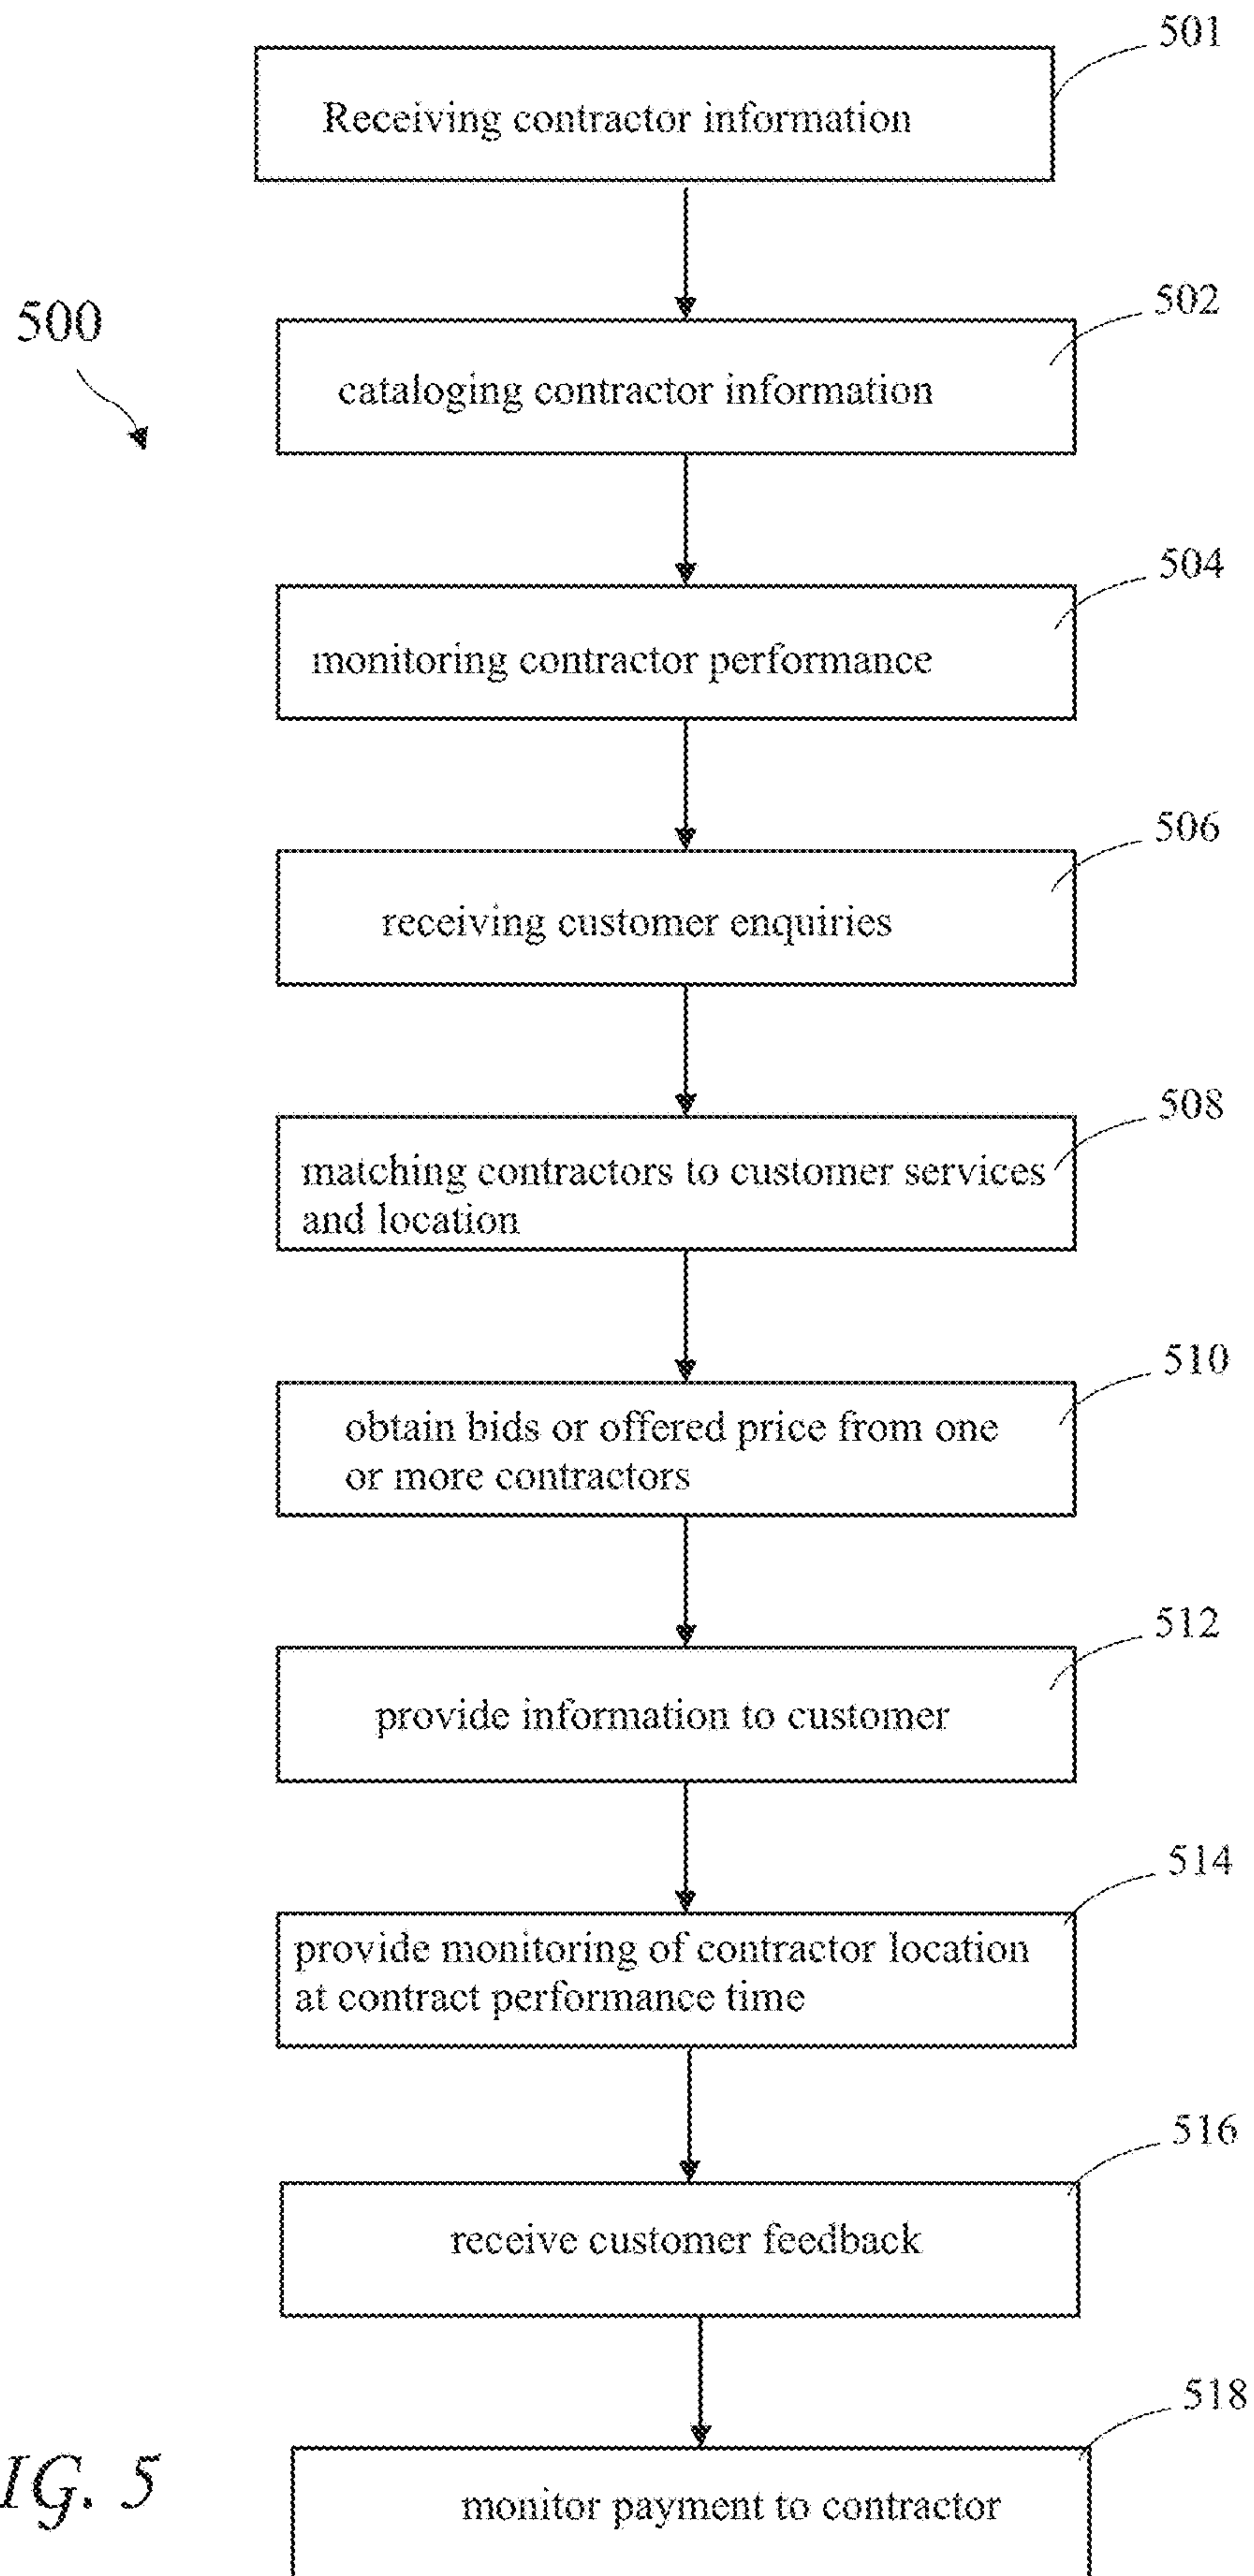 501
Receiving contractor information
500
502
cataloging contractor information
504
monitoring contractor performance
506
receiving customer enquiries
508
matching contractors to customer services
and location
510
obtain bids or offered price from one
or more contractors
512
provide information to customer
514
provide monitoring of contractor location
at contract performance time
516
receive customer feedback
518
monitor payment to contractor
IG. 5